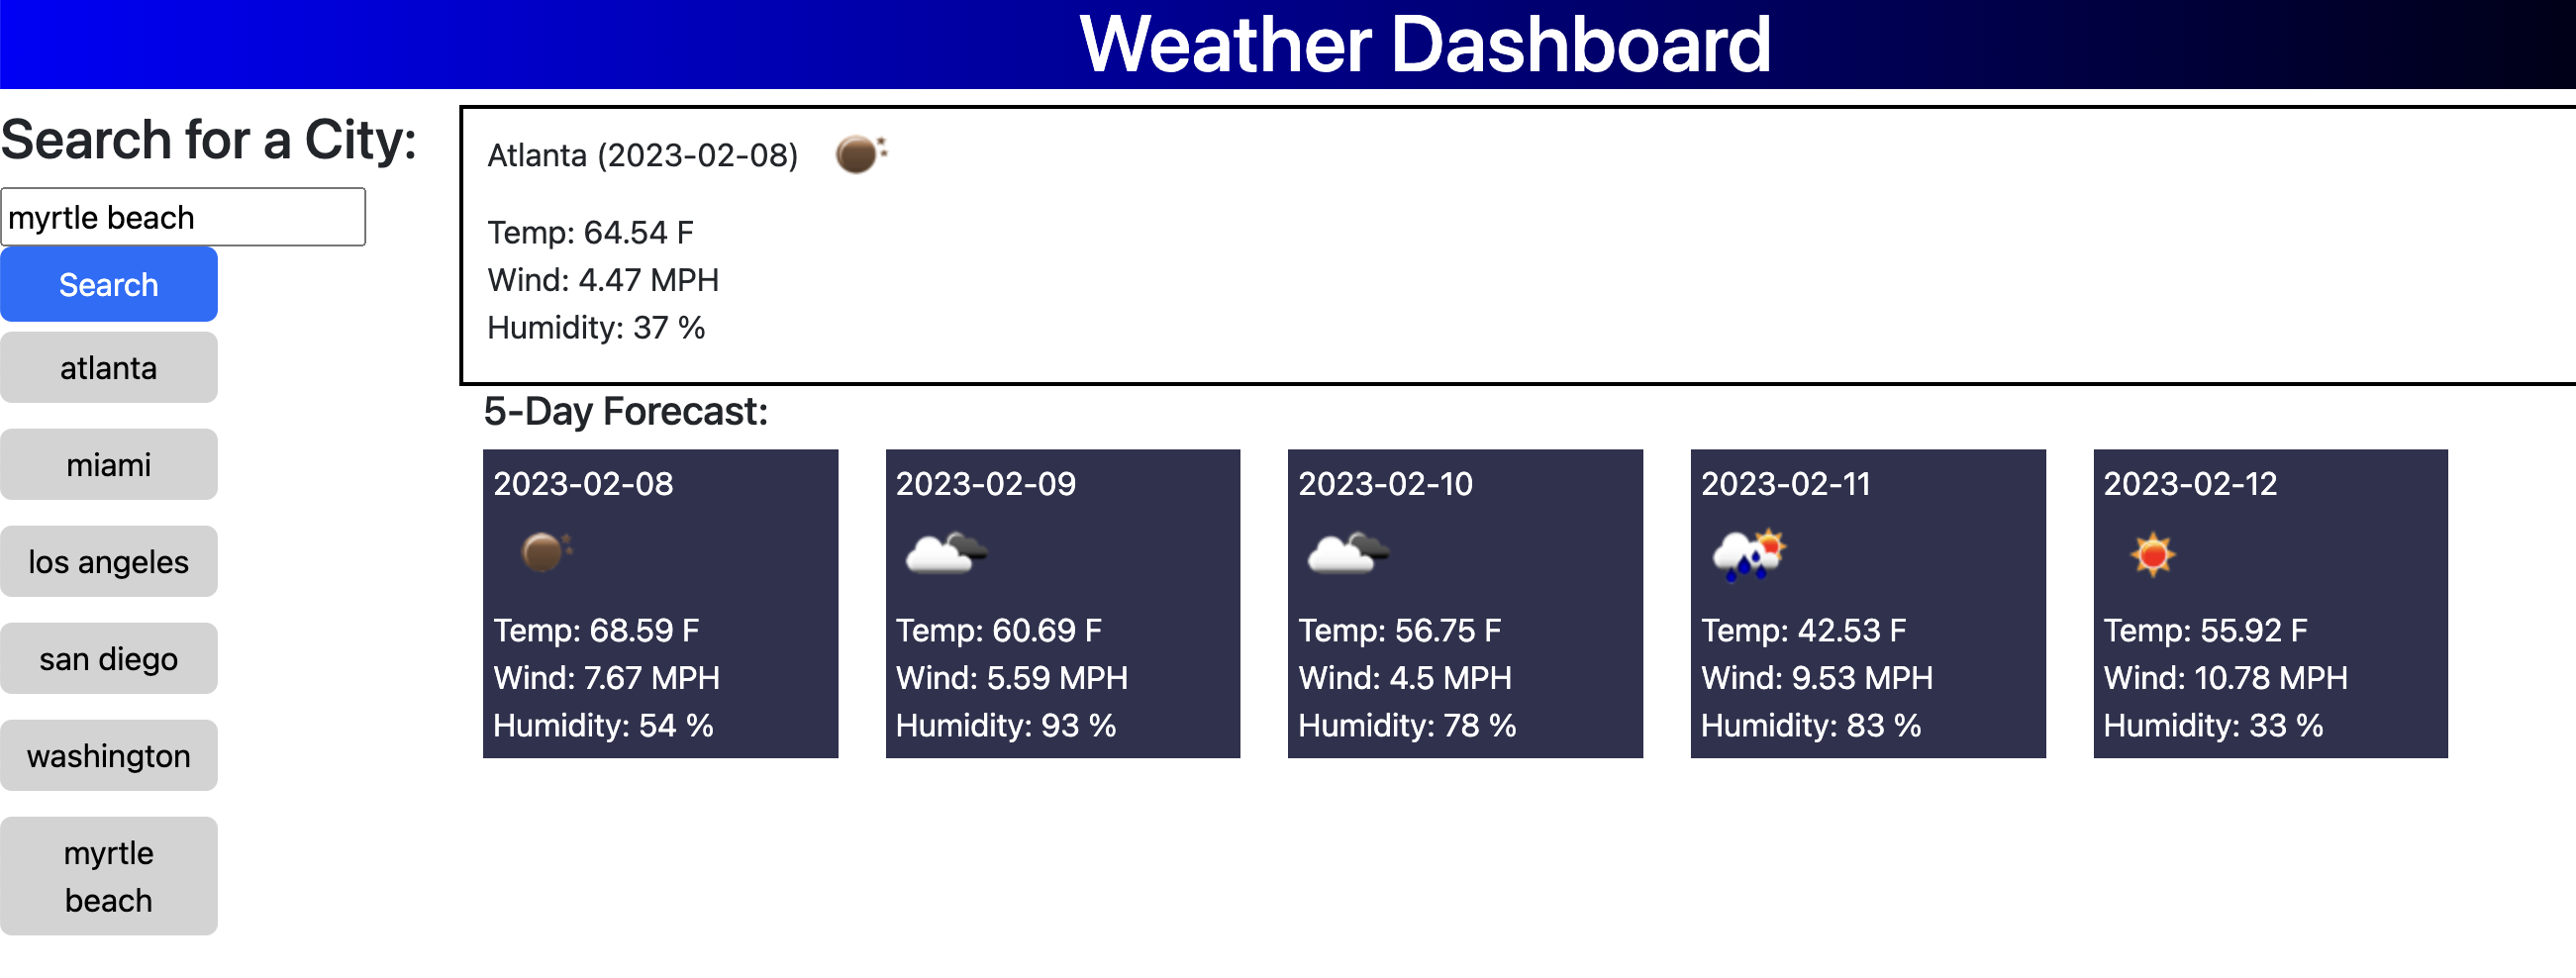 Weather Dashboard
Search for a City:
myrtle beach
Search
atlanta
miami
los angeles
san diego
washington
myrtle
beach
Atlanta (2023-02-08)
Temp: 64.54 F
Wind: 4.47 MPH
Humidity: 37 %
5-Day Forecast:
2023-02-08
Temp: 68.59 F
Wind: 7.67 MPH
Humidity: 54 %
2023-02-09
Temp: 60.69 F
Wind: 5.59 MPH
Humidity: 93 %
2023-02-10
Temp: 56.75 F
Wind: 4.5 MPH
Humidity: 78 %
2023-02-11
Temp: 42.53 F
Wind: 9.53 MPH
Humidity: 83 %
2023-02-12
Temp: 55.92 F
Wind: 10.78 MPH
Humidity: 33 %